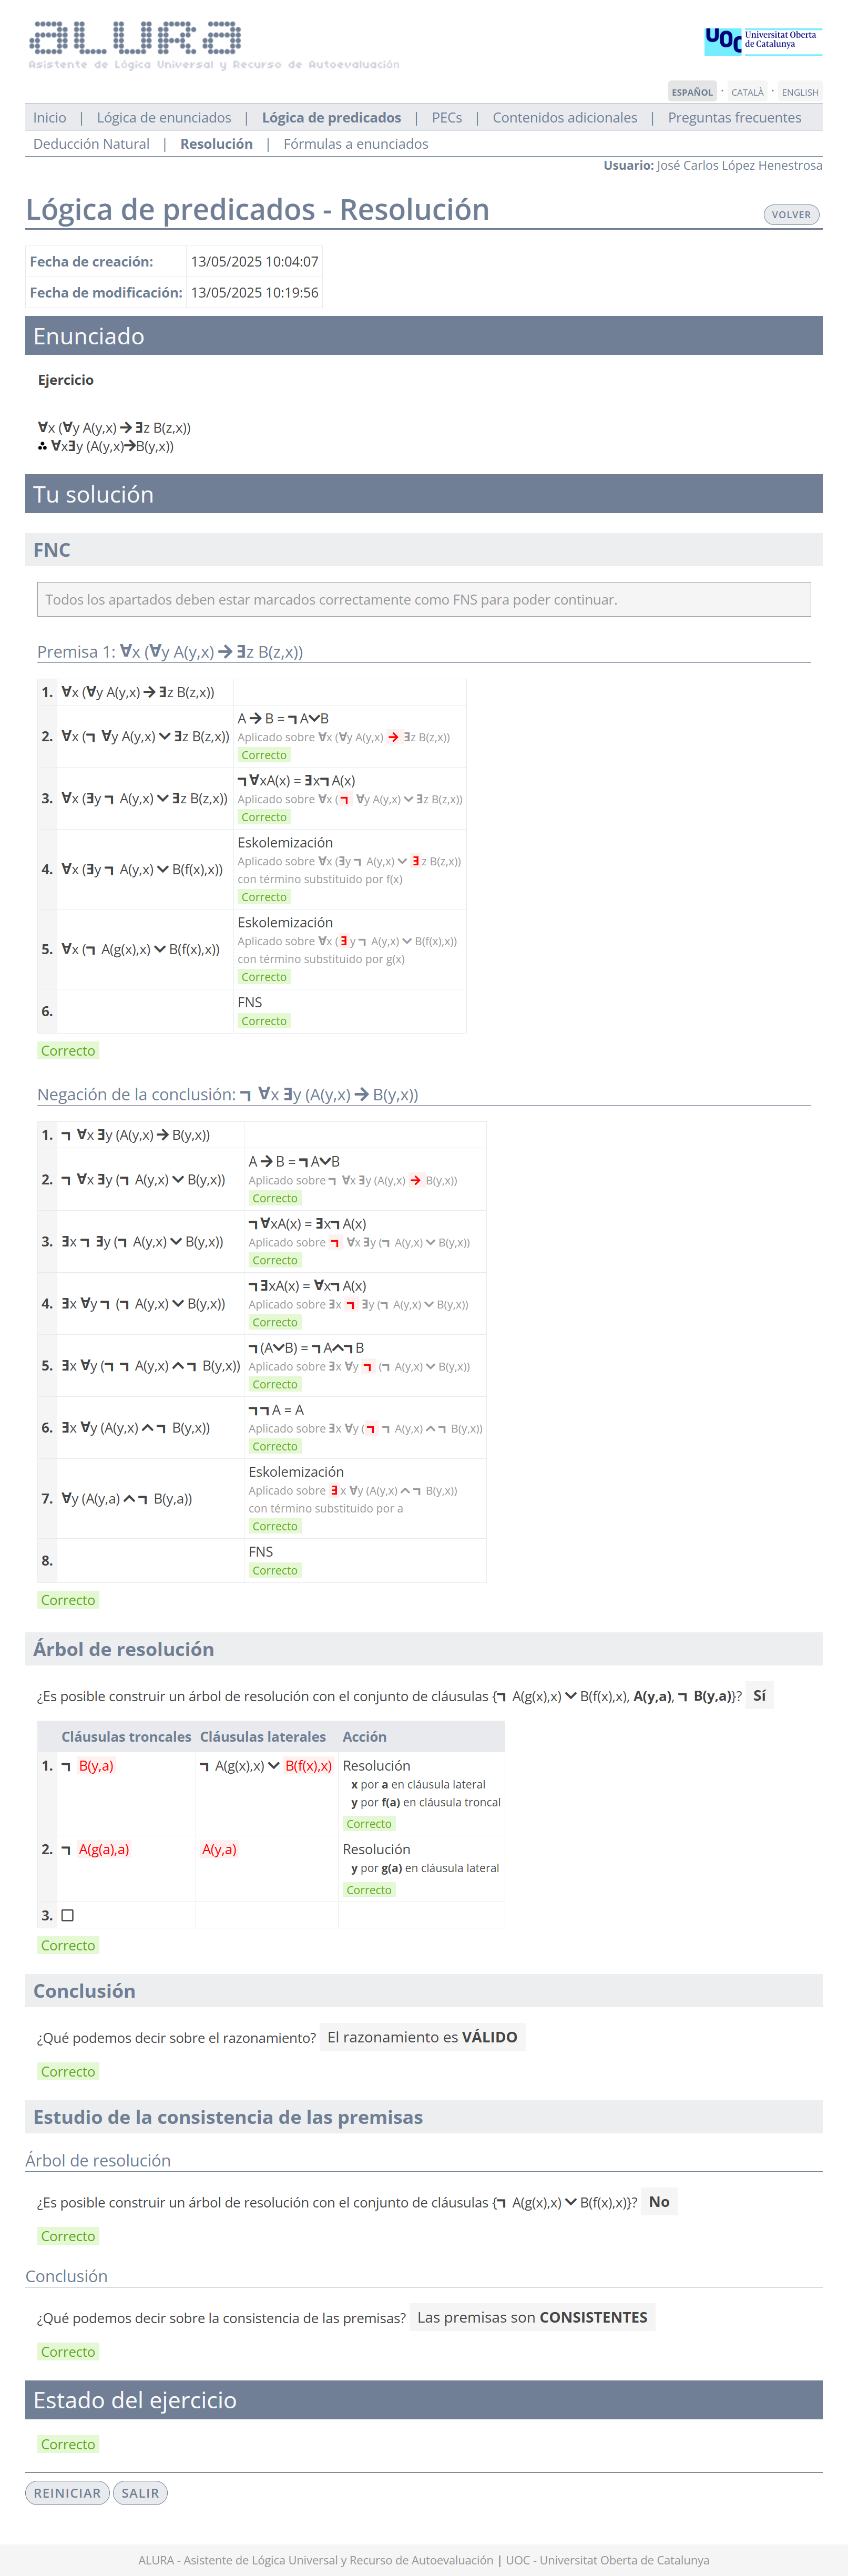 ALURA
Asistente de Lógica Universal y Recurso de Autoevaluación
UOC Universitat Oberta
de Catalunya
ESPAÑOL · CATALÀ · ENGLISH
Inicio | Lógica de enunciados | Lógica de predicados | PECs | Contenidos adicionales | Preguntas frecuentes
Deducción Natural | Resolución | Fórmulas a enunciados
Usuario: José Carlos López Henestrosa
Lógica de predicados - Resolución
VOLVER
Fecha de creación: 13/05/2025 10:04:07
Fecha de modificación: 13/05/2025 10:19:56
Enunciado
Ejercicio
∀x (∀y A(y,x) → ∃z B(z,x))
∴ ∀x∃y (A(y,x)→B(y,x))
Tu solución
FNC
Todos los apartados deben estar marcados correctamente como FNS para poder continuar.
Premisa 1: ∀x (∀y A(y,x) → ∃z B(z,x))
1. ∀x (∀y A(y,x) → ∃z B(z,x))
2. ∀x (¬ ∀y A(y,x) ∨ ∃z B(z,x))
A → B = ¬A∨B
Aplicado sobre ∀x (∀y A(y,x) → ∃z B(z,x))
Correcto
3. ∀x (∃y ¬ A(y,x) ∨ ∃z B(z,x))
¬∀xA(x) = ∃x¬A(x)
Aplicado sobre ∀x (¬ ∀y A(y,x) ∨ ∃z B(z,x))
Correcto
4. ∀x (∃y ¬ A(y,x) ∨ B(f(x),x))
Eskolemización
Aplicado sobre ∀x (∃y ¬ A(y,x) ∨ ∃z B(z,x))
con término substituido por f(x)
Correcto
5. ∀x (¬ A(g(x),x) ∨ B(f(x),x))
Eskolemización
Aplicado sobre ∀x (∃y ¬ A(y,x) ∨ B(f(x),x))
con término substituido por g(x)
Correcto
6.
FNS
Correcto
Correcto
Negación de la conclusión: ¬ ∀x ∃y (A(y,x) → B(y,x))
1. ¬ ∀x ∃y (A(y,x) → B(y,x))
2. ¬ ∀x ∃y (¬ A(y,x) ∨ B(y,x))
A → B = ¬A∨B
Aplicado sobre ¬ ∀x ∃y (A(y,x) → B(y,x))
Correcto
3. ∃x ¬ ∃y (¬ A(y,x) ∨ B(y,x))
¬∀xA(x) = ∃x¬A(x)
Aplicado sobre ¬ ∀x ∃y (¬ A(y,x) ∨ B(y,x))
Correcto
4. ∃x ∀y ¬ (¬ A(y,x) ∨ B(y,x))
¬∃xA(x) = ∀x¬A(x)
Aplicado sobre ∃x ¬ ∃y (¬ A(y,x) ∨ B(y,x))
Correcto
5. ∃x ∀y (¬ ¬ A(y,x) ∧ ¬ B(y,x))
¬(A∨B) = ¬A∧¬B
Aplicado sobre ∃x ∀y ¬ (¬ A(y,x) ∨ B(y,x))
Correcto
6. ∃x ∀y (A(y,x) ∧ ¬ B(y,x))
¬¬A = A
Aplicado sobre ∃x ∀y (¬ ¬ A(y,x) ∧ ¬ B(y,x))
Correcto
7. ∀y (A(y,a) ∧ ¬ B(y,a))
Eskolemización
Aplicado sobre ∃x ∀y (A(y,x) ∧ ¬ B(y,x))
con término substituido por a
Correcto
8.
FNS
Correcto
Correcto
Árbol de resolución
¿Es posible construir un árbol de resolución con el conjunto de cláusulas {¬ A(g(x),x) ∨ B(f(x),x), A(y,a), ¬ B(y,a)}? Sí
Cláusulas troncales Cláusulas laterales Acción
1. ¬ B(y,a) ¬ A(g(x),x) ∨ B(f(x),x) Resolución
x por a en cláusula lateral
y por f(a) en cláusula troncal
Correcto
2. ¬ A(g(a),a) A(y,a) Resolución
y por g(a) en cláusula lateral
Correcto
3. □
Correcto
Conclusión
¿Qué podemos decir sobre el razonamiento? El razonamiento es VÁLIDO
Correcto
Estudio de la consistencia de las premisas
Árbol de resolución
¿Es posible construir un árbol de resolución con el conjunto de cláusulas {¬ A(g(x),x) ∨ B(f(x),x)}? No
Correcto
Conclusión
¿Qué podemos decir sobre la consistencia de las premisas? Las premisas son CONSISTENTES
Correcto
Estado del ejercicio
Correcto
REINICIAR SALIR
ALURA - Asistente de Lógica Universal y Recurso de Autoevaluación | UOC - Universitat Oberta de Catalunya